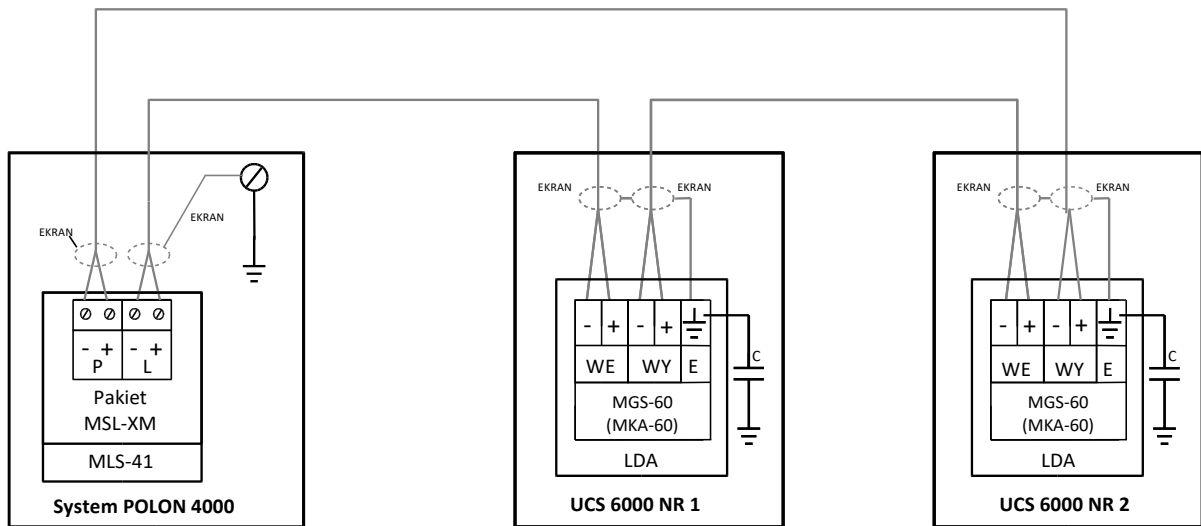 EKRAN
EKRAN
- + - +
P L
Pakiet
MSL-XM
MLS-41
System POLON 4000
EKRAN
EKRAN
- + - +
WE WY E
C
MGS-60
(MKA-60)
LDA
UCS 6000 NR 1
EKRAN
EKRAN
- + - +
WE WY E
C
MGS-60
(MKA-60)
LDA
UCS 6000 NR 2